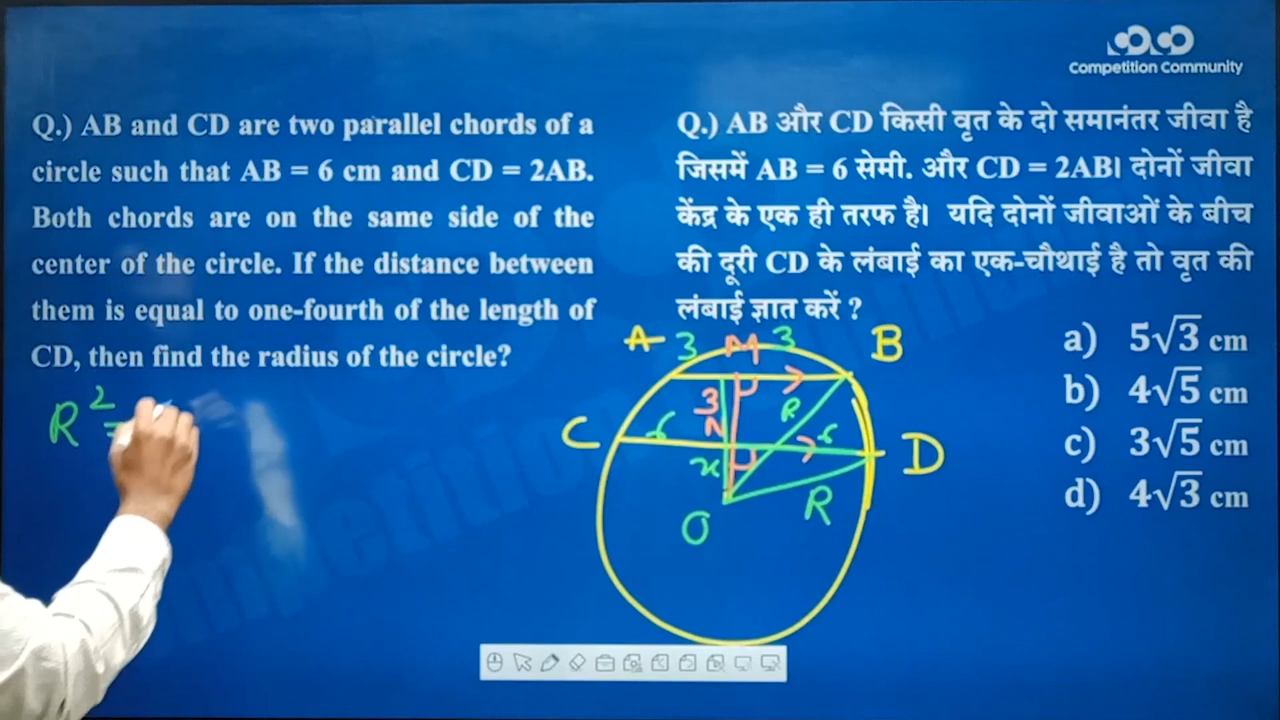 Competition Community
Q.) AB and CD are two parallel chords of a
circle such that AB = 6 cm and CD = 2AB.
Both chords are on the same side of the
center of the circle. If the distance between
them is equal to one-fourth of the length of
CD, then find the radius of the circle?
Q.) AB और CD किसी वृत के दो समानंतर जीवा है
जिसमें AB = 6 सेमी. और CD = 2AB। दोनों जीवा
केंद्र के एक ही तरफ है। यदि दोनों जीवाओं के बीच
की दूरी CD के लंबाई का एक-चौथाई है तो वृत की
लंबाई ज्ञात करें ?
a) 5√3 cm
b) 4√5 cm
c) 3√5 cm
d) 4√3 cm
R² =
A 3 M 3 B
3 R
C 6 N 6 D
x
O R